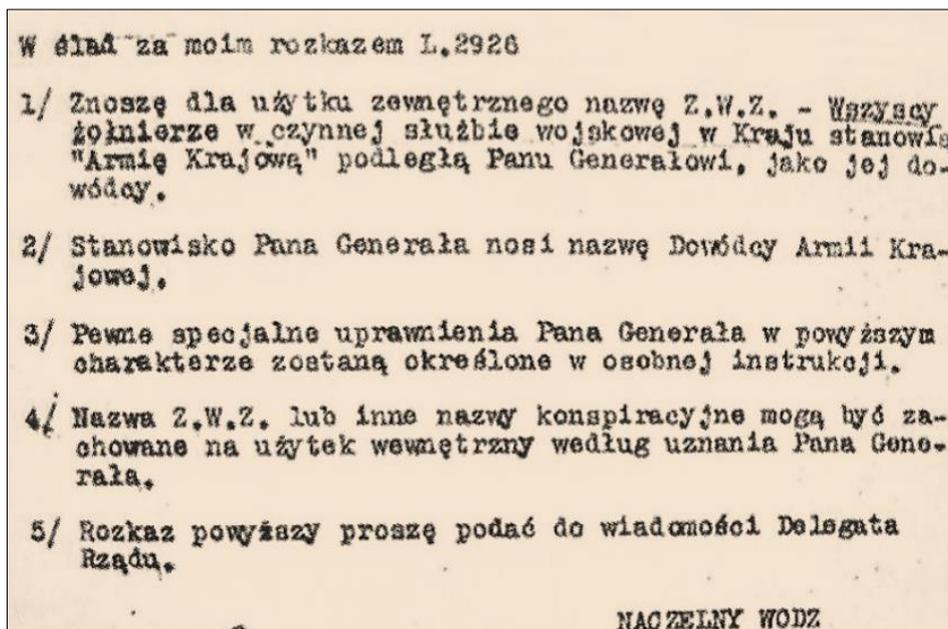 W ślad za moim rozkazem L.2926
1/ Znoszę dla użytku zewnętrznego nazwę Z.W.Z. - Wszyscy
żołnierze w czynnej służbie wojskowej w Kraju stanowią
"Armię Krajową" podległą Panu Generałowi, jako jej do-
wódcy.
2/ Stanowisko Pana Generała nosi nazwę Dowódcy Armii Kra-
jowej.
3/ Pewne specjalne uprawnienia Pana Generała w powyższym
charakterze zostaną określone w osobnej instrukcji.
4/ Nazwa Z.W.Z. lub inne nazwy konspiracyjne mogą być za-
chowane na użytek wewnętrzny według uznania Pana Gene-
rała.
5/ Rozkaz powyższy proszę podać do wiadomości Delegata
Rządu.
NACZELNY WODZ